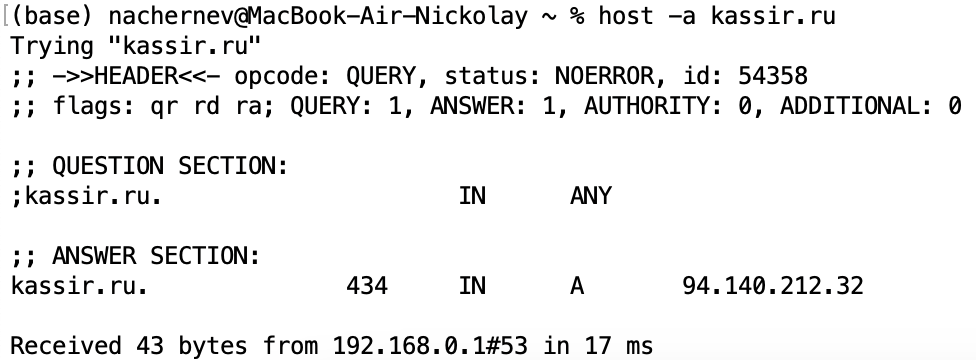 [(base) nachernev@MacBook-Air-Nickolay ~ % host -a kassir.ru
Trying "kassir.ru"
;; ->>HEADER<<- opcode: QUERY, status: NOERROR, id: 54358
;; flags: qr rd ra; QUERY: 1, ANSWER: 1, AUTHORITY: 0, ADDITIONAL: 0
;; QUESTION SECTION:
;kassir.ru. IN ANY
;; ANSWER SECTION:
kassir.ru. 434 IN A 94.140.212.32
Received 43 bytes from 192.168.0.1#53 in 17 ms